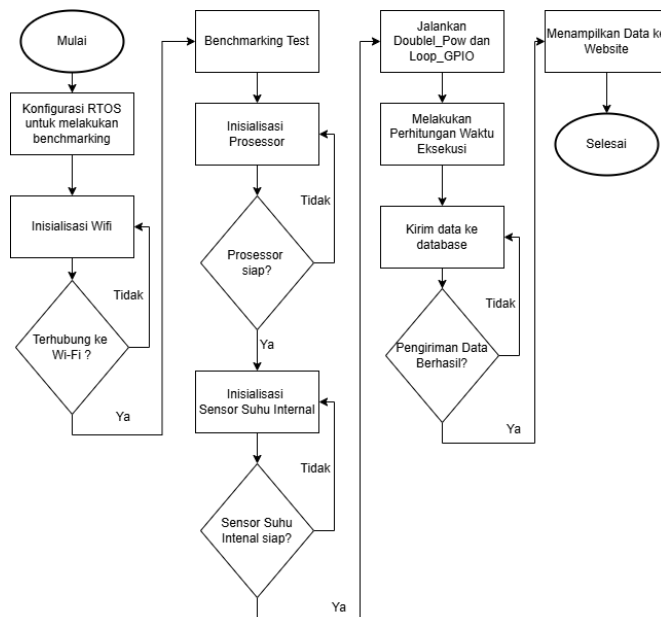 Mulai
Konfigurasi RTOS
untuk melakukan
benchmarking
Inisialisasi Wifi
Tidak
Terhubung ke
Wi-Fi ?
Ya
Benchmarking Test
Inisialisasi
Prosessor
Tidak
Prosessor
siap?
Ya
Inisialisasi
Sensor Suhu Internal
Tidak
Sensor Suhu
Intenal siap?
Ya
Jalankan
Doublel_Pow dan
Loop_GPIO
Melakukan
Perhitungan Waktu
Eksekusi
Kirim data ke
database
Tidak
Pengiriman Data
Berhasil?
Ya
Menampilkan Data ke
Website
Selesai